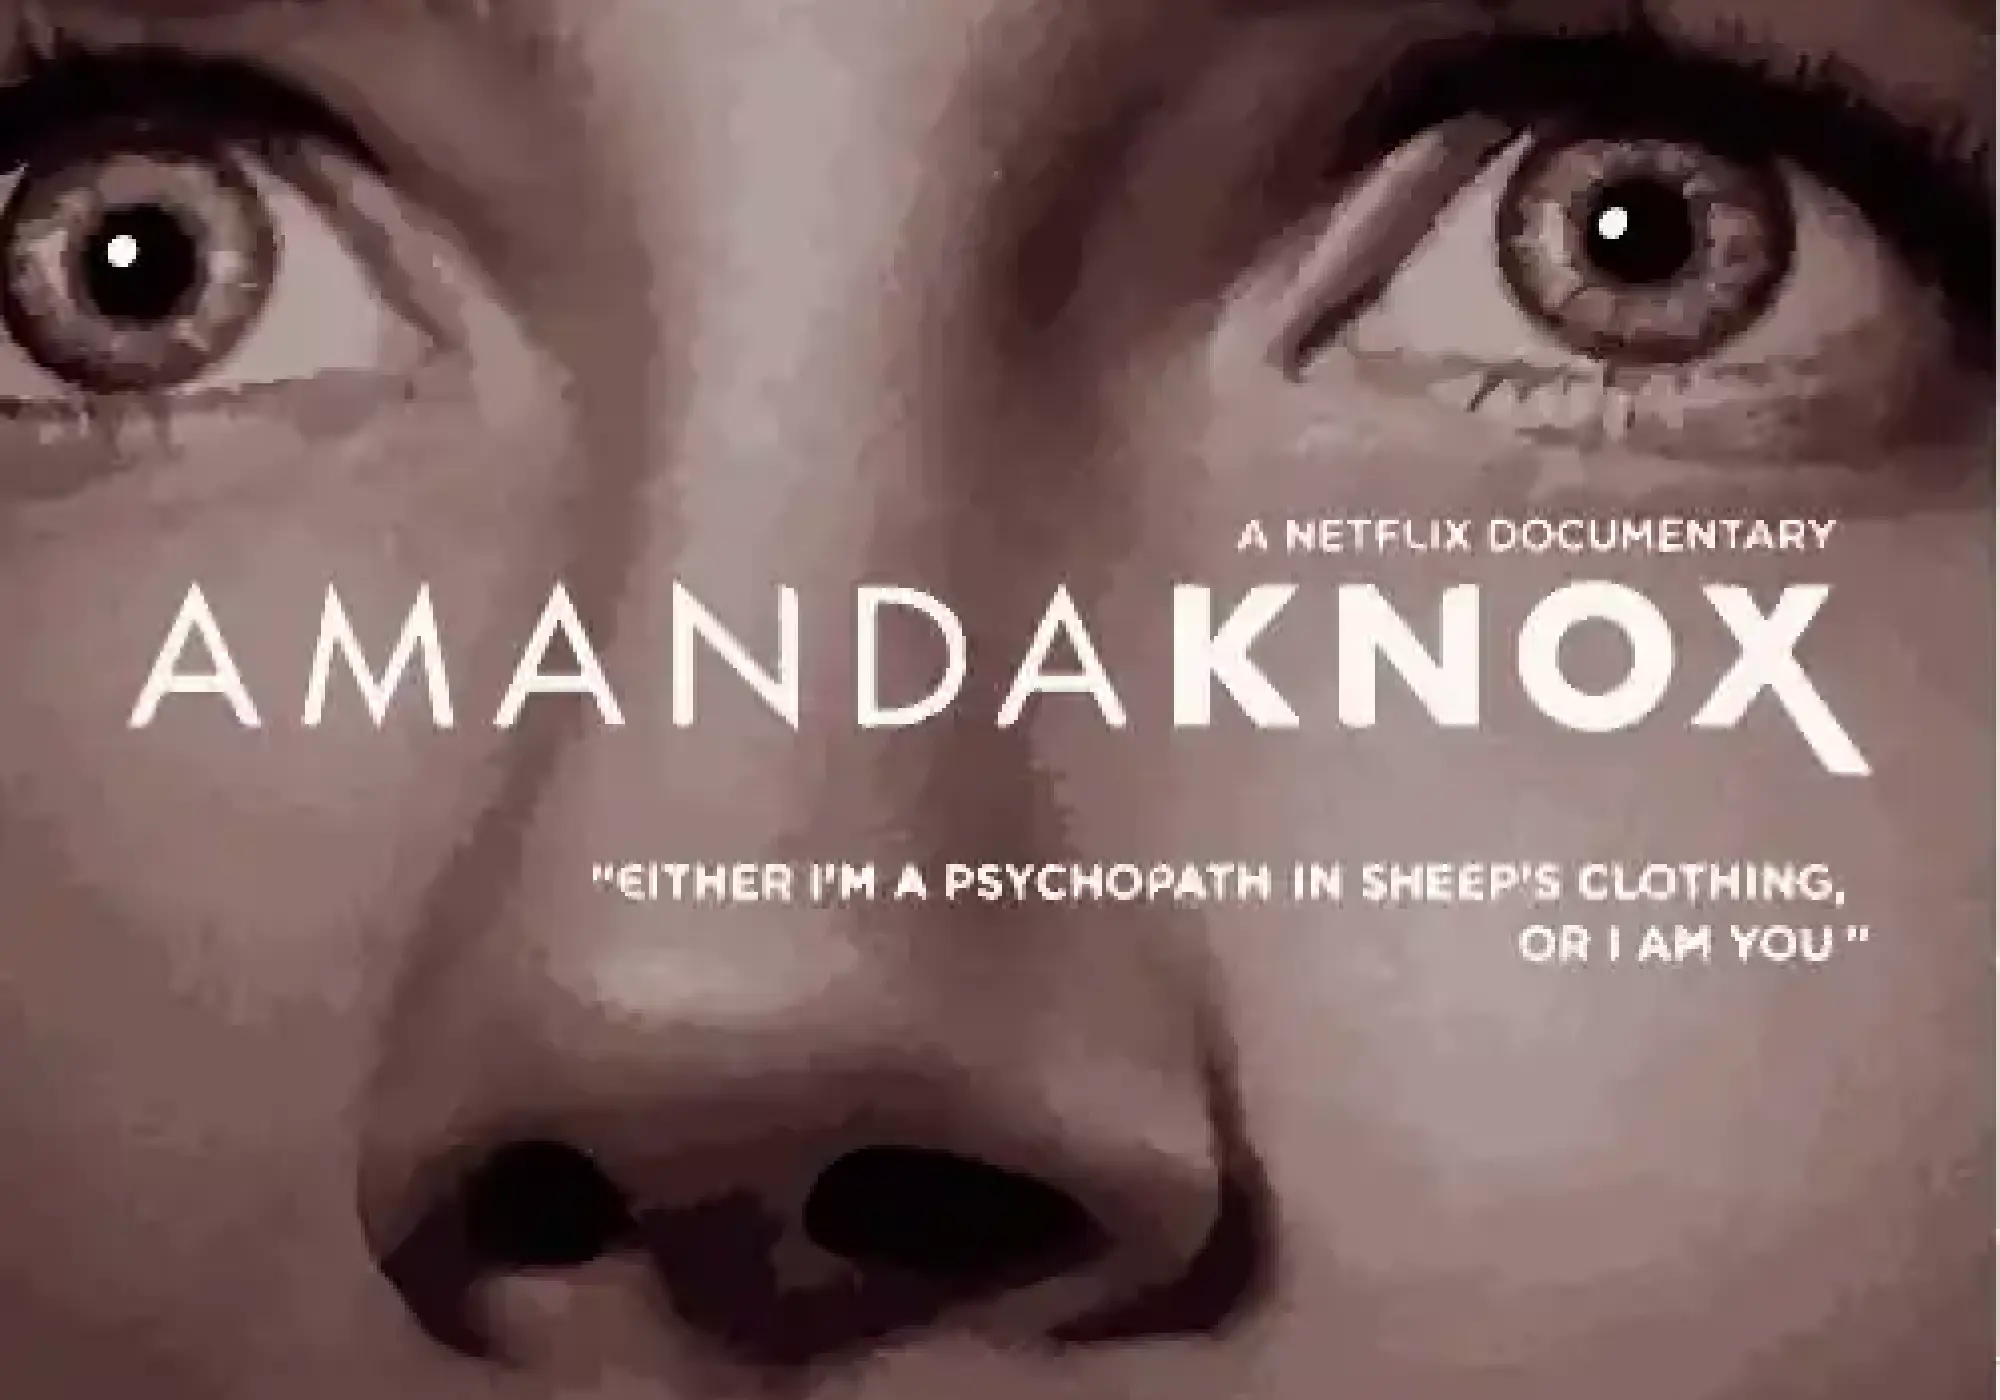 A NETFLIX DOCUMENTARY
AMANDAKNOX
"EITHER I'M A PSYCHOPATH IN SHEEP'S CLOTHING,
OR I AM YOU"